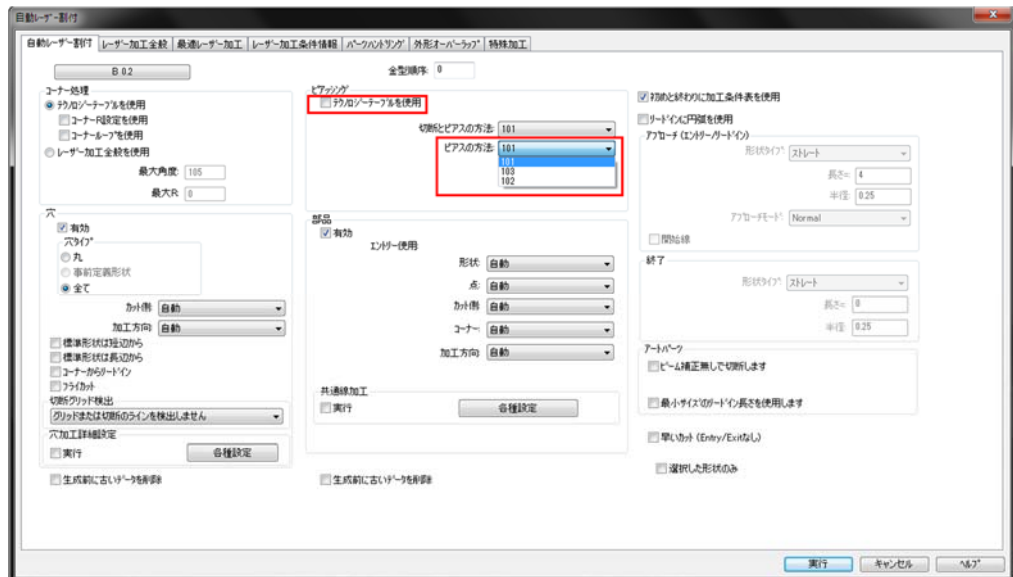 自動レーザー割付
自動レーザー割付 レーザー加工全般 最適レーザー加工 レーザー加工条件情報 パークハントリング 外形オーバーラップ 特殊加工
B 0.2
金型順序: 0
コーナー処理
テクノロジーテーブルを使用
コーナーR設定を使用
コーナーループを使用
レーザー加工全般を使用
最大角度: 105
最大R: 0
ピアッシング
テクノロジーテーブルを使用
切断とピアスの方法: 101
ピアスの方法: 101
101
103
102
初めと終わりに加工条件表を使用
リードインに円弧を使用
アプローチ (エントリー/リードイン)
形状タイプ: ストレート
長さ= 4
半径: 0.25
アプローチモード: Normal
開始線
穴
有効
穴タイプ
丸
事前定義形状
全て
カット側: 自動
加工方向: 自動
標準形状は短辺から
標準形状は長辺から
コーナーからリードイン
フライカット
切断グリッド検出
グリッドまたは切断のラインを検出しません
穴加工詳細設定
実行 各種設定
生成前に古いデータを削除
部品
有効
エントリー使用
形状: 自動
点: 自動
カット側: 自動
コーナー: 自動
加工方向: 自動
共通線加工
実行 各種設定
生成前に古いデータを削除
終了
形状タイプ: ストレート
長さ= 0
半径: 0.25
アートパーツ
ビーム補正無しで切断します
最小サイズのリードイン長さを使用します
早いカット (Entry/Exitなし)
選択した形状のみ
実行 キャンセル ヘルプ